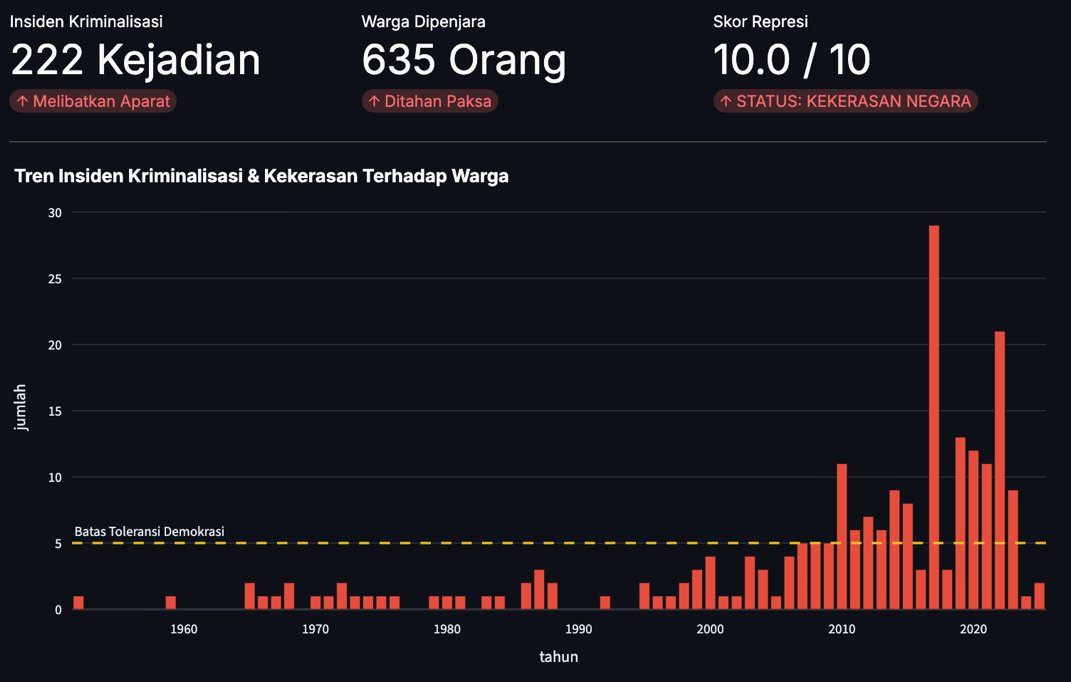 Insiden Kriminalisasi
222 Kejadian
↑ Melibatkan Aparat
Warga Dipenjara
635 Orang
↑ Ditahan Paksa
Skor Represi
10.0 / 10
↑ STATUS: KEKERASAN NEGARA
Tren Insiden Kriminalisasi & Kekerasan Terhadap Warga
30
25
20
15
10
5
0
jumlah
Batas Toleransi Demokrasi
1960
1970
1980
1990
2000
2010
2020
tahun